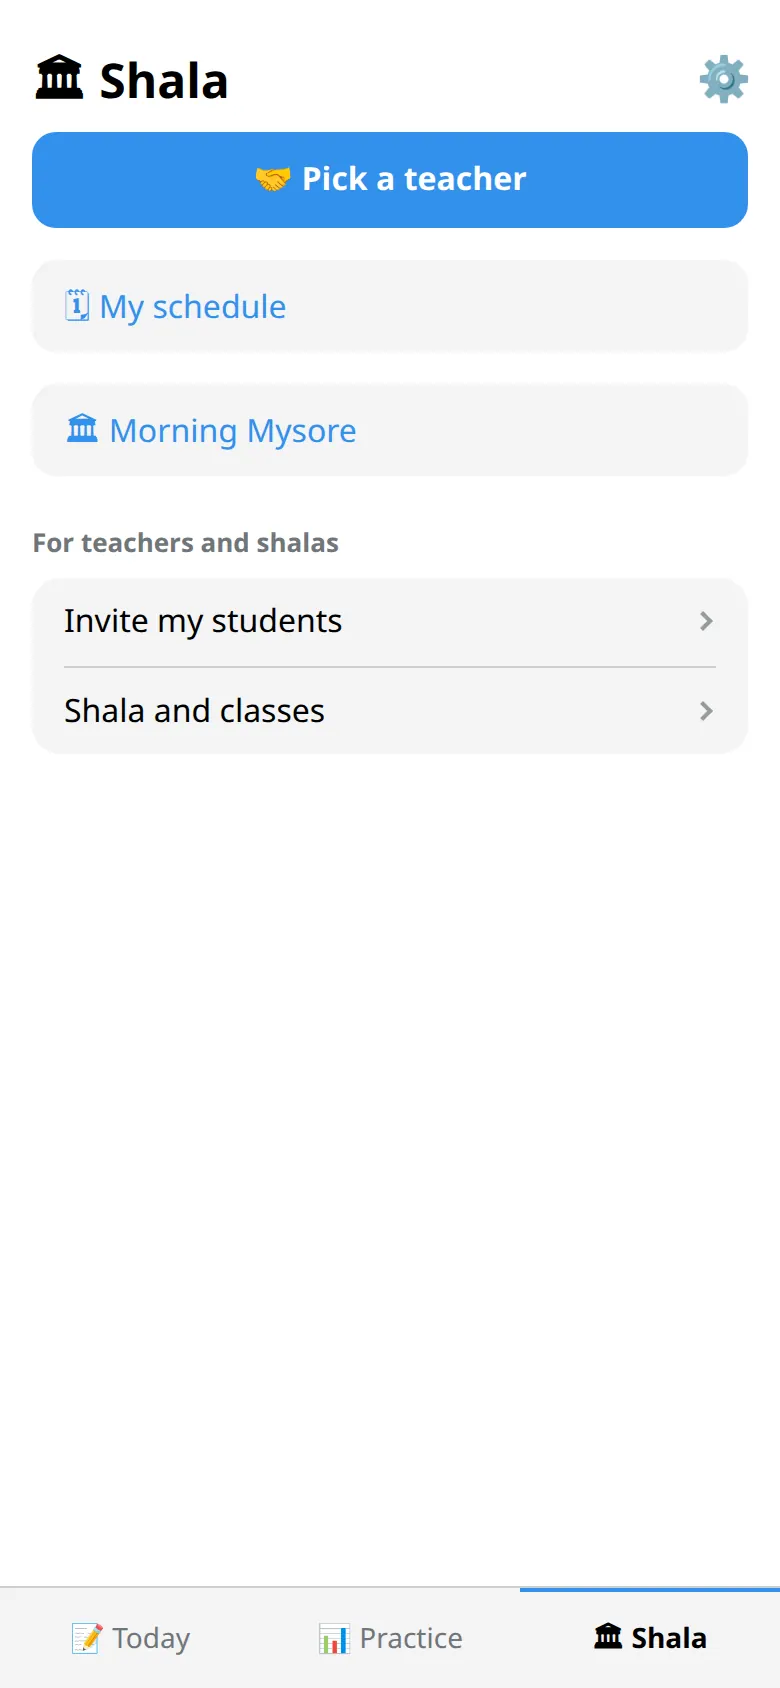 🏛 Shala ⚙️
🤝 Pick a teacher
🗓 My schedule
🏛 Morning Mysore
For teachers and shalas
Invite my students
Shala and classes
📝 Today 📊 Practice 🏛 Shala